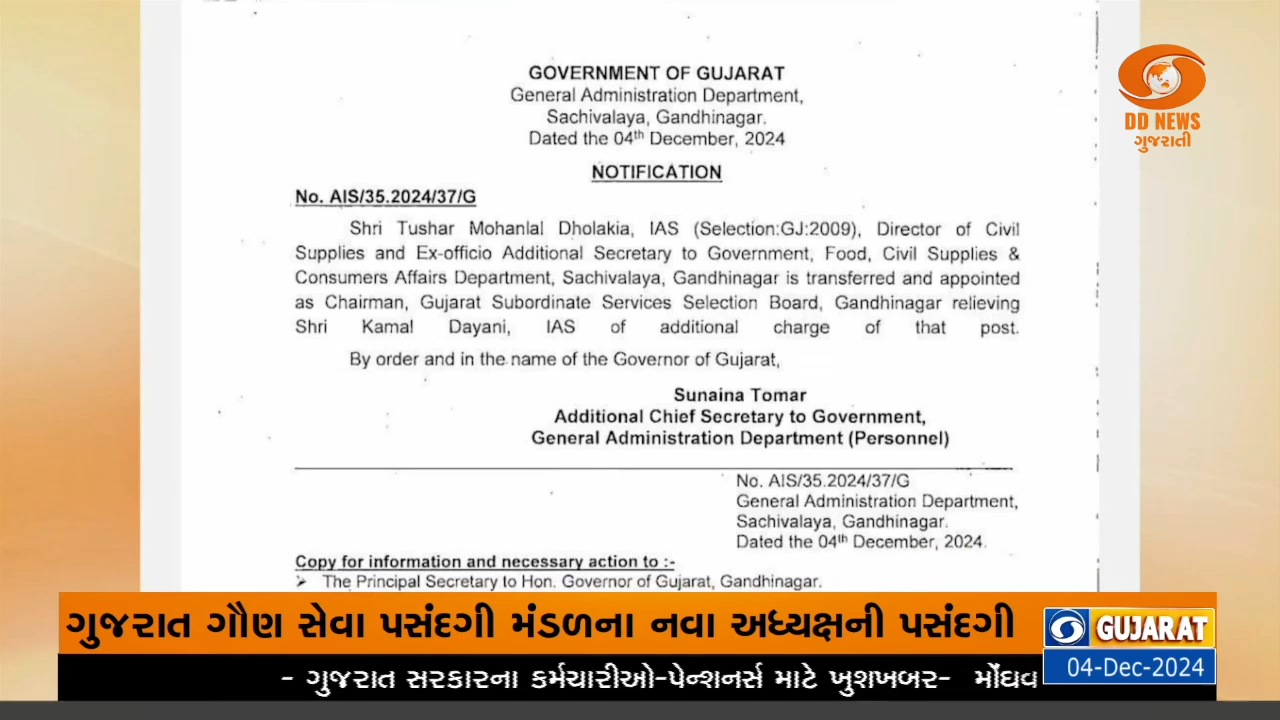 GOVERNMENT OF GUJARAT
General Administration Department,
Sachivalaya, Gandhinagar.
Dated the 04th December, 2024
NOTIFICATION
No. AIS/35.2024/37/G
Shri Tushar Mohanlal Dholakia, IAS (Selection:GJ:2009), Director of Civil
Supplies and Ex-officio Additional Secretary to Government, Food, Civil Supplies &
Consumers Affairs Department, Sachivalaya, Gandhinagar is transferred and appointed
as Chairman, Gujarat Subordinate Services Selection Board, Gandhinagar relieving
Shri Kamal Dayani, IAS of additional charge of that post.
By order and in the name of the Governor of Gujarat,
Sunaina Tomar
Additional Chief Secretary to Government,
General Administration Department (Personnel)
No. AIS/35.2024/37/G
General Administration Department,
Sachivalaya, Gandhinagar.
Dated the 04th December, 2024.
Copy for information and necessary action to :-
➢ The Principal Secretary to Hon. Governor of Gujarat, Gandhinagar.
DD NEWS
ગુજરાતી
ગુજરાત ગૌણ સેવા પસંદગી મંડળના નવા અધ્યક્ષની પસંદગી
GUJARAT
- ગુજરાત સરકારના કર્મચારીઓ-પેન્શનર્સ માટે ખુશખબર- મોંઘવ
04-Dec-2024